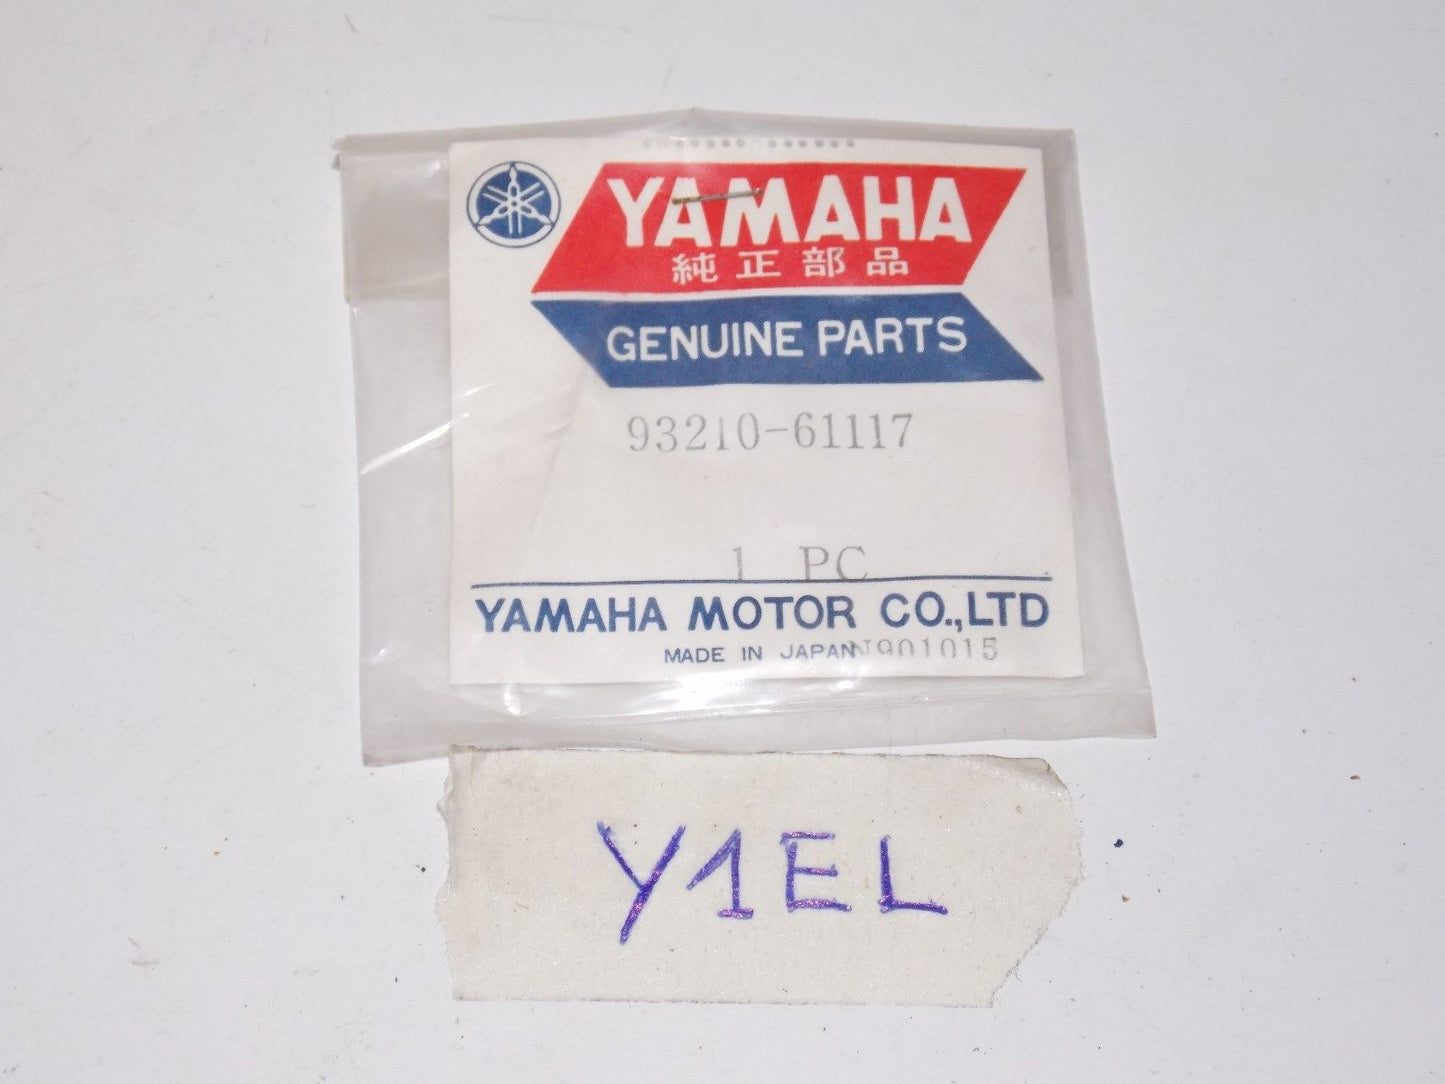 YAMAHA
純正部品
GENUINE PARTS
93210-61117
1 PC
YAMAHA MOTOR CO.,LTD
MADE IN JAPAN N901015
Y1EL